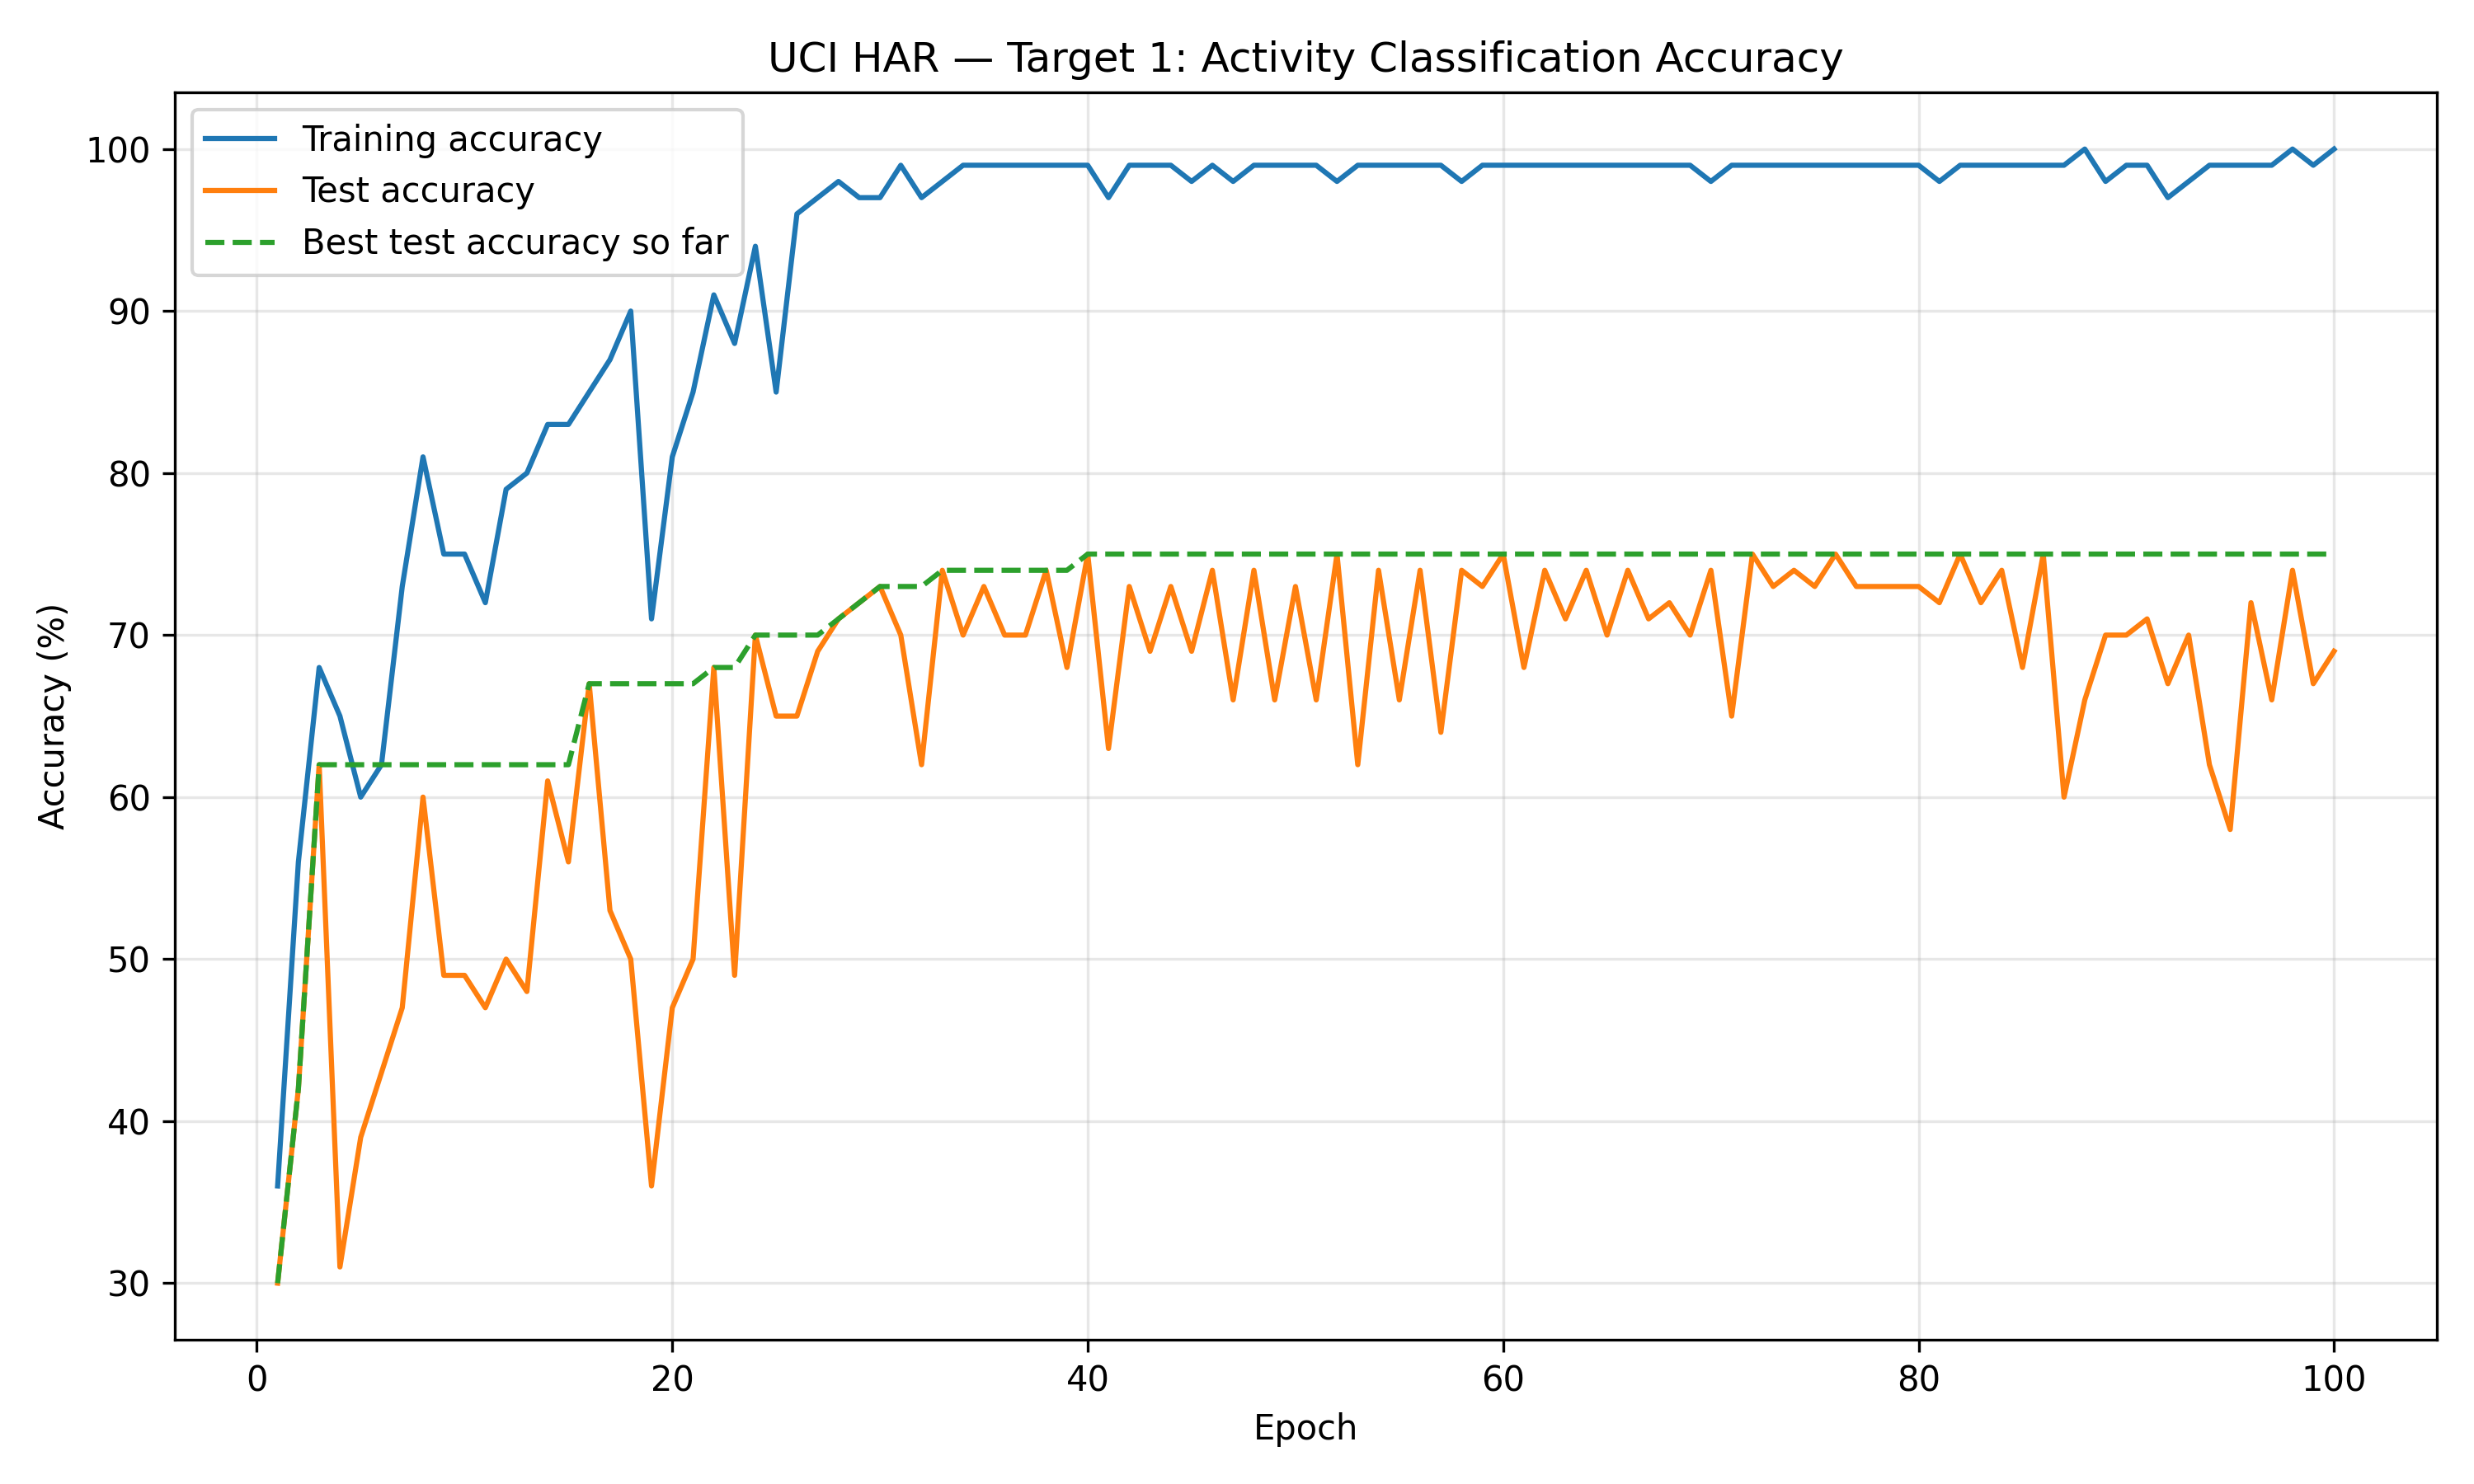 UCI HAR — Target 1: Activity Classification Accuracy
Training accuracy
Test accuracy
Best test accuracy so far
Accuracy (%)
100
90
80
70
60
50
40
30
0
20
40
60
80
100
Epoch